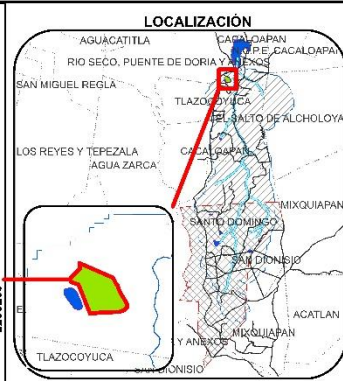 LOCALIZACIÓN
AGUACATITLA
CACALOAPAN
N.C.P.E. CACALOAPAN
RIO SECO, PUENTE DE DORIA Y ANEXOS
SAN MIGUEL REGLA
TLAZOCOYUCA
EL SALTO DE ALCHOLOYA
LOS REYES Y TEPEZALA
CACALOAPAN
AGUA ZARCA
MIXQUIAPAN
SANTO DOMINGO
SAN DIONISIO
ACATLAN
MIXQUIAPAN
Y ANEXOS
TLAZOCOYUCA
SAN DIONISIO